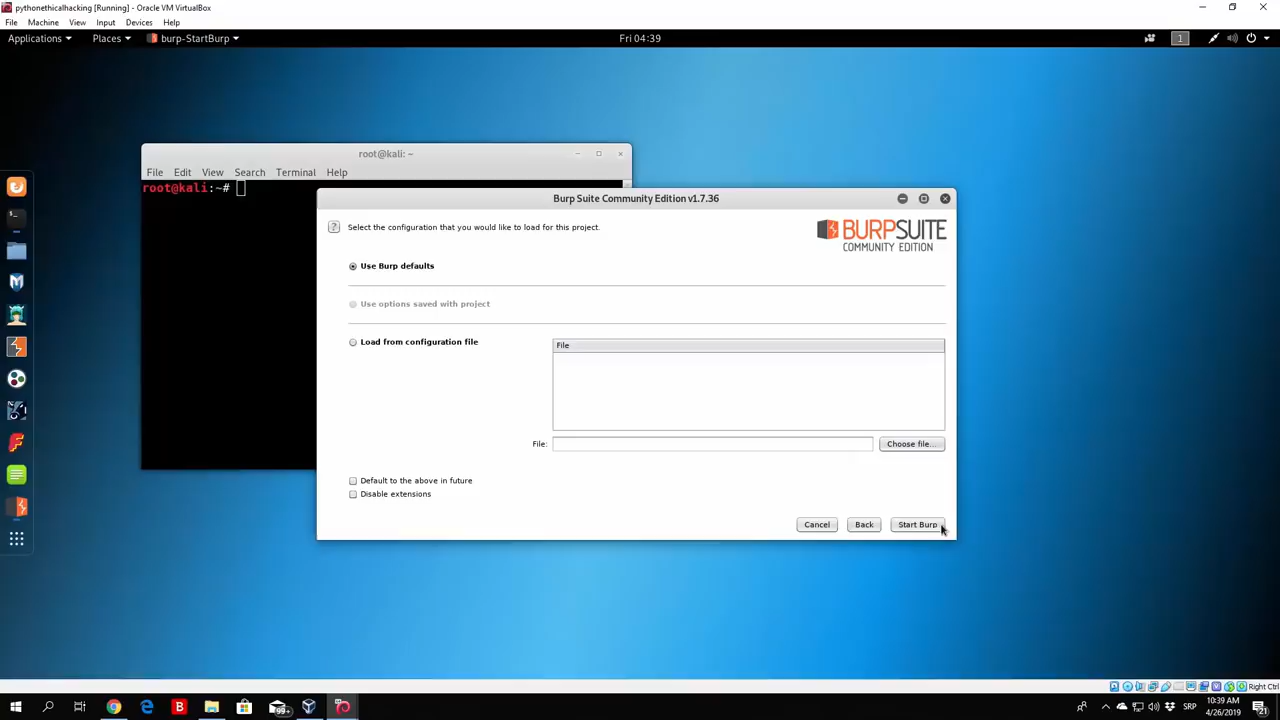 pythonethicalhacking [Running] - Oracle VM VirtualBox
File Machine View Input Devices Help
Applications Places burp-StartBurp Fri 04:39 1
root@kali: ~
File Edit View Search Terminal Help
root@kali:~#
Burp Suite Community Edition v1.7.36
? Select the configuration that you would like to load for this project.
BURPSUITE
COMMUNITY EDITION
Use Burp defaults
Use options saved with project
Load from configuration file
File
File:
Choose file...
Default to the above in future
Disable extensions
Cancel Back Start Burp
Right Ctrl
99+
SRP
10:39 AM
4/26/2019
21